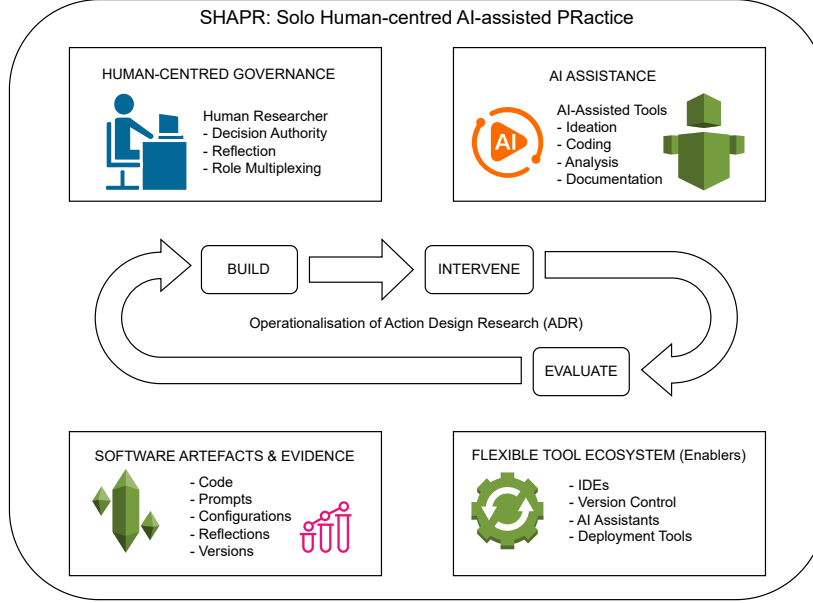 SHAPR: Solo Human-centred AI-assisted PRactice
HUMAN-CENTRED GOVERNANCE
Human Researcher
- Decision Authority
- Reflection
- Role Multiplexing
AI ASSISTANCE
AI
AI-Assisted Tools
- Ideation
- Coding
- Analysis
- Documentation
BUILD
INTERVENE
Operationalisation of Action Design Research (ADR)
EVALUATE
SOFTWARE ARTEFACTS & EVIDENCE
- Code
- Prompts
- Configurations
- Reflections
- Versions
FLEXIBLE TOOL ECOSYSTEM (Enablers)
- IDEs
- Version Control
- AI Assistants
- Deployment Tools